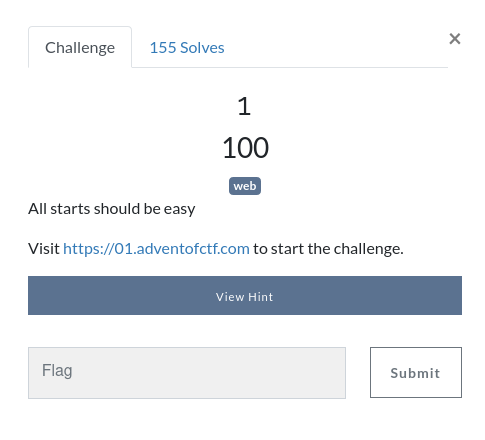 Challenge
155 Solves
×
1
100
web
All starts should be easy
Visit https://01.adventofctf.com to start the challenge.
View Hint
Flag
Submit